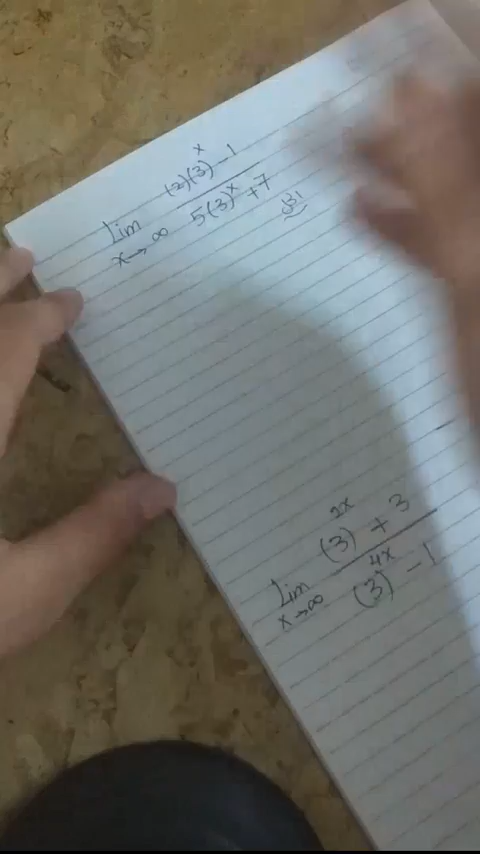 Lim x→∞ (2)(3)^x - 1 / 5(3)^x + 7
Lim x→∞ (3)^2x + 3 / (3)^4x - 1